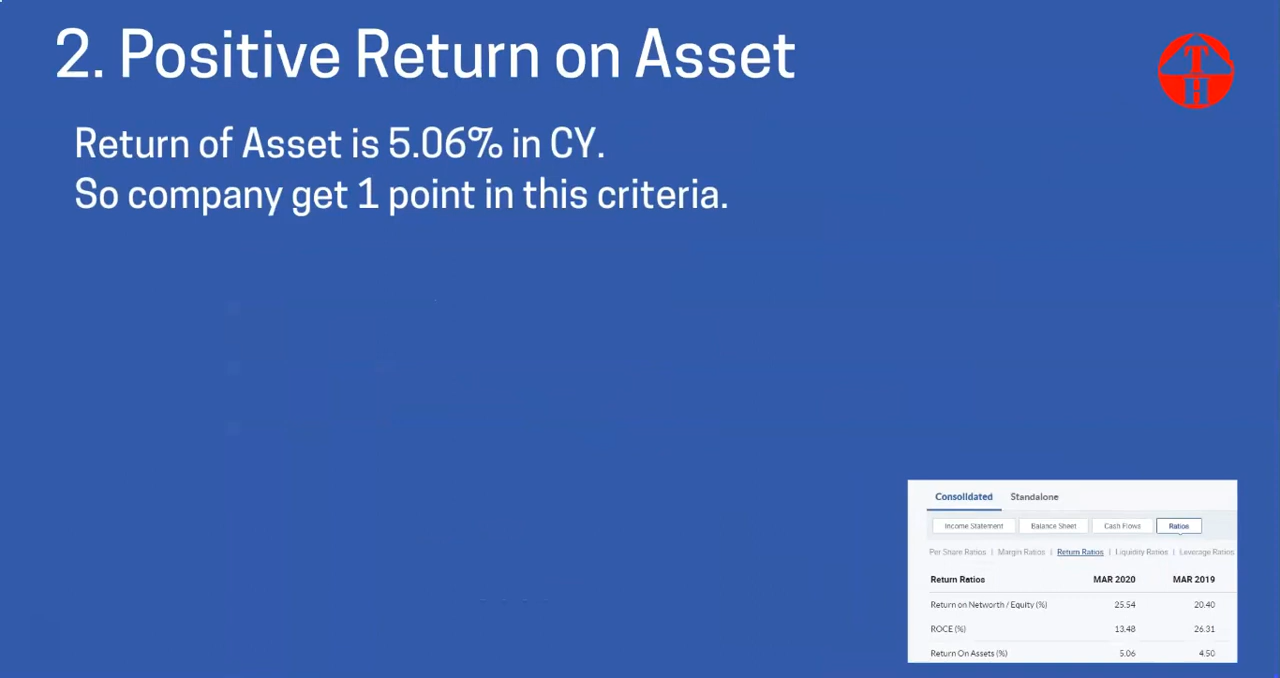 2. Positive Return on Asset
TH
Return of Asset is 5.06% in CY.
So company get 1 point in this criteria.
Consolidated Standalone
Income Statement Balance Sheet Cash Flows Ratios
Per Share Ratios | Margin Ratios | Return Ratios | Liquidity Ratios | Leverage Ratios
Return Ratios MAR 2020 MAR 2019
Return on Networth / Equity (%) 25.54 20.40
ROCE (%) 13.48 26.31
Return On Assets (%) 5.06 4.50